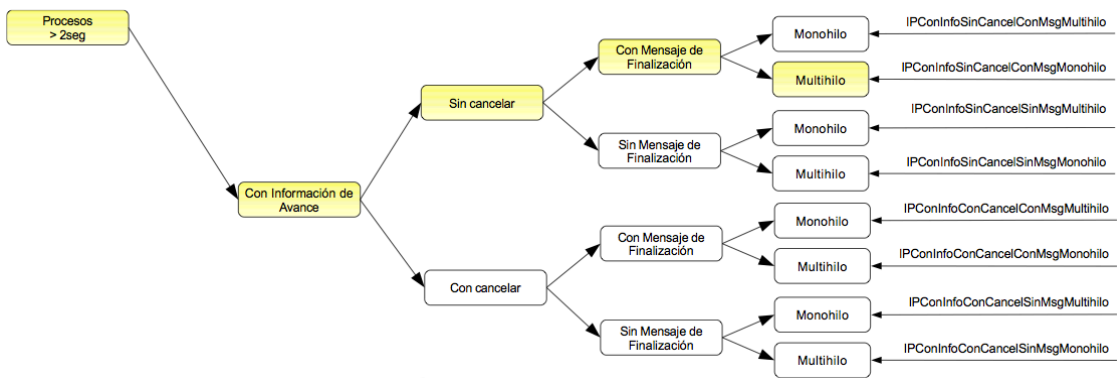 Procesos
> 2seg
Con Información de
Avance
Sin cancelar
Con cancelar
Con Mensaje de
Finalización
Sin Mensaje de
Finalización
Con Mensaje de
Finalización
Sin Mensaje de
Finalización
Monohilo
IPConInfoSinCancelConMsgMultihilo
Multihilo
IPConInfoSinCancelConMsgMonohilo
Monohilo
IPConInfoSinCancelSinMsgMultihilo
Multihilo
IPConInfoSinCancelSinMsgMonohilo
Monohilo
IPConInfoConCancelConMsgMultihilo
Multihilo
IPConInfoConCancelConMsgMonohilo
Monohilo
IPConInfoConCancelSinMsgMultihilo
Multihilo
IPConInfoConCancelSinMsgMonohilo